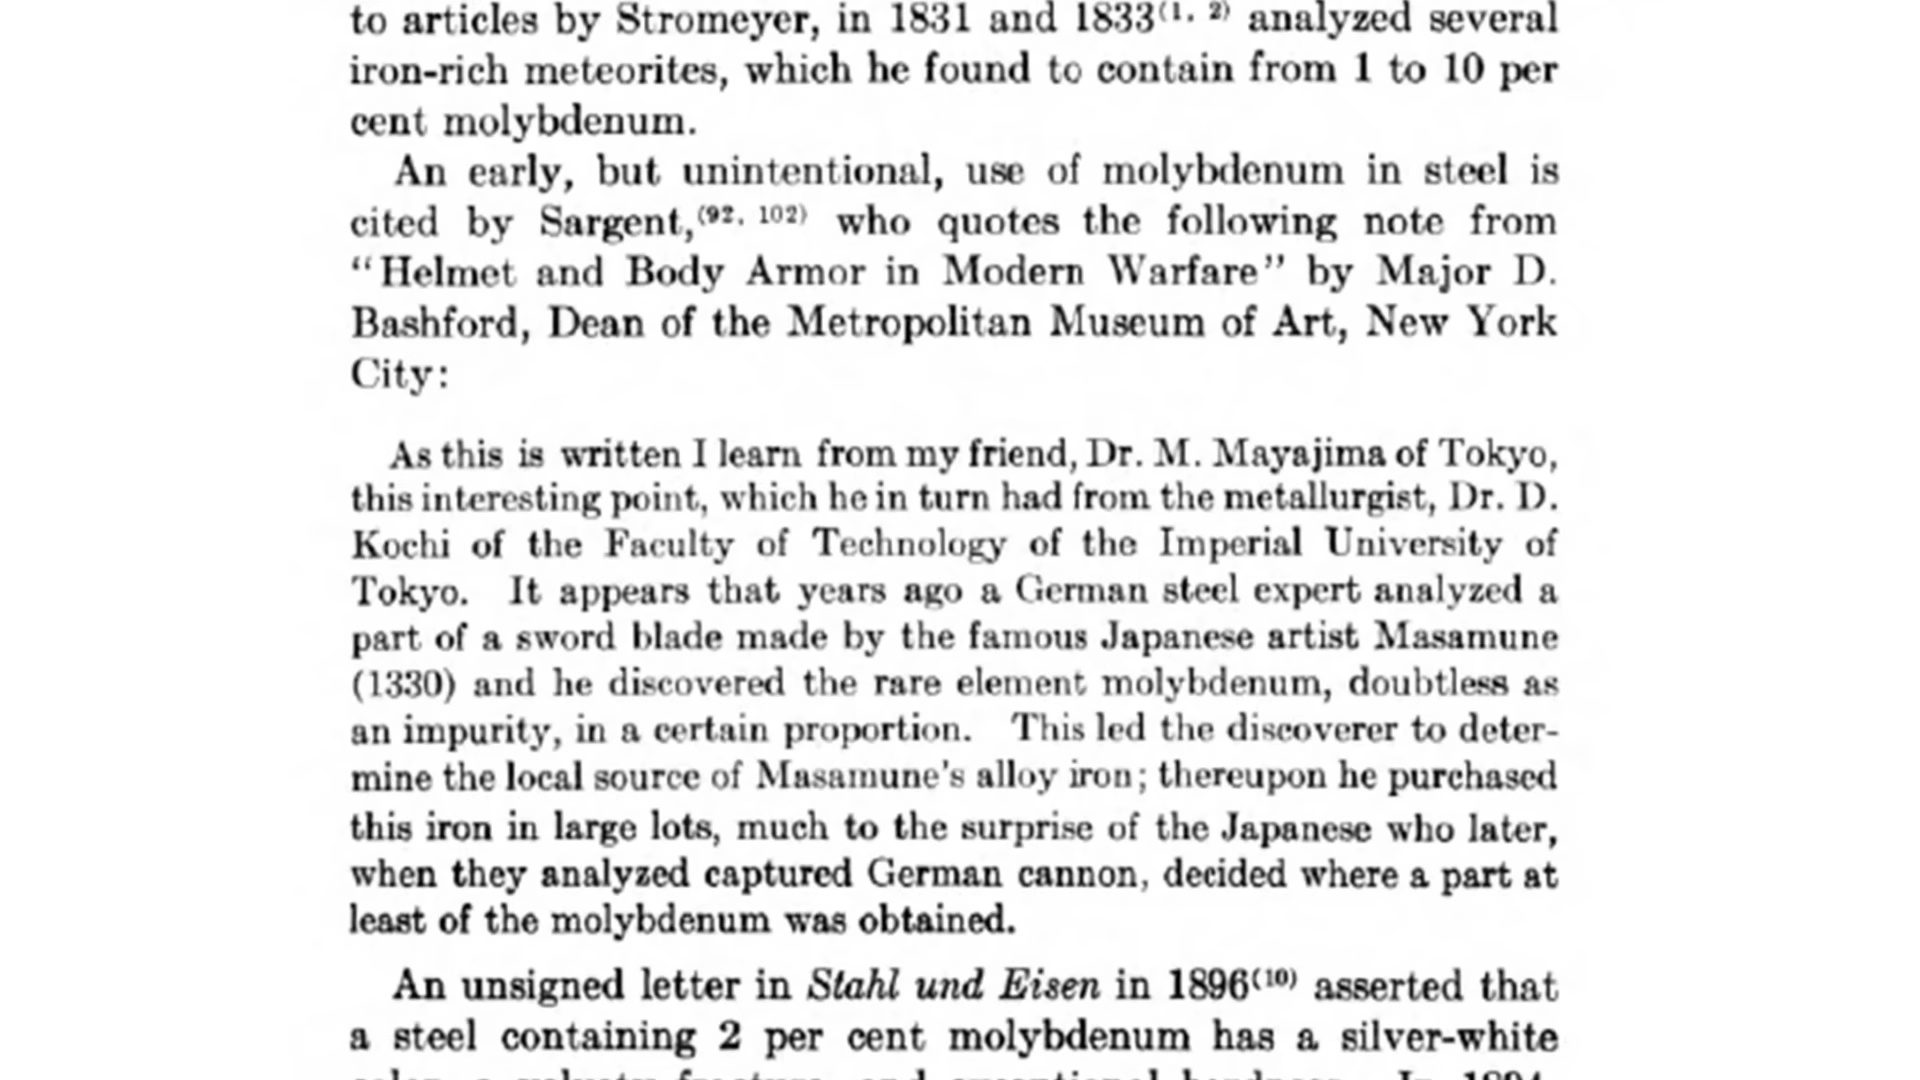 to articles by Stromeyer, in 1831 and 1833(1, 2) analyzed several
iron-rich meteorites, which he found to contain from 1 to 10 per
cent molybdenum.
An early, but unintentional, use of molybdenum in steel is
cited by Sargent,(92, 102) who quotes the following note from
“Helmet and Body Armor in Modern Warfare” by Major D.
Bashford, Dean of the Metropolitan Museum of Art, New York
City:
As this is written I learn from my friend, Dr. M. Mayajima of Tokyo,
this interesting point, which he in turn had from the metallurgist, Dr. D.
Kochi of the Faculty of Technology of the Imperial University of
Tokyo. It appears that years ago a German steel expert analyzed a
part of a sword blade made by the famous Japanese artist Masamune
(1330) and he discovered the rare element molybdenum, doubtless as
an impurity, in a certain proportion. This led the discoverer to deter-
mine the local source of Masamune's alloy iron; thereupon he purchased
this iron in large lots, much to the surprise of the Japanese who later,
when they analyzed captured German cannon, decided where a part at
least of the molybdenum was obtained.
An unsigned letter in Stahl und Eisen in 1896(10) asserted that
a steel containing 2 per cent molybdenum has a silver-white